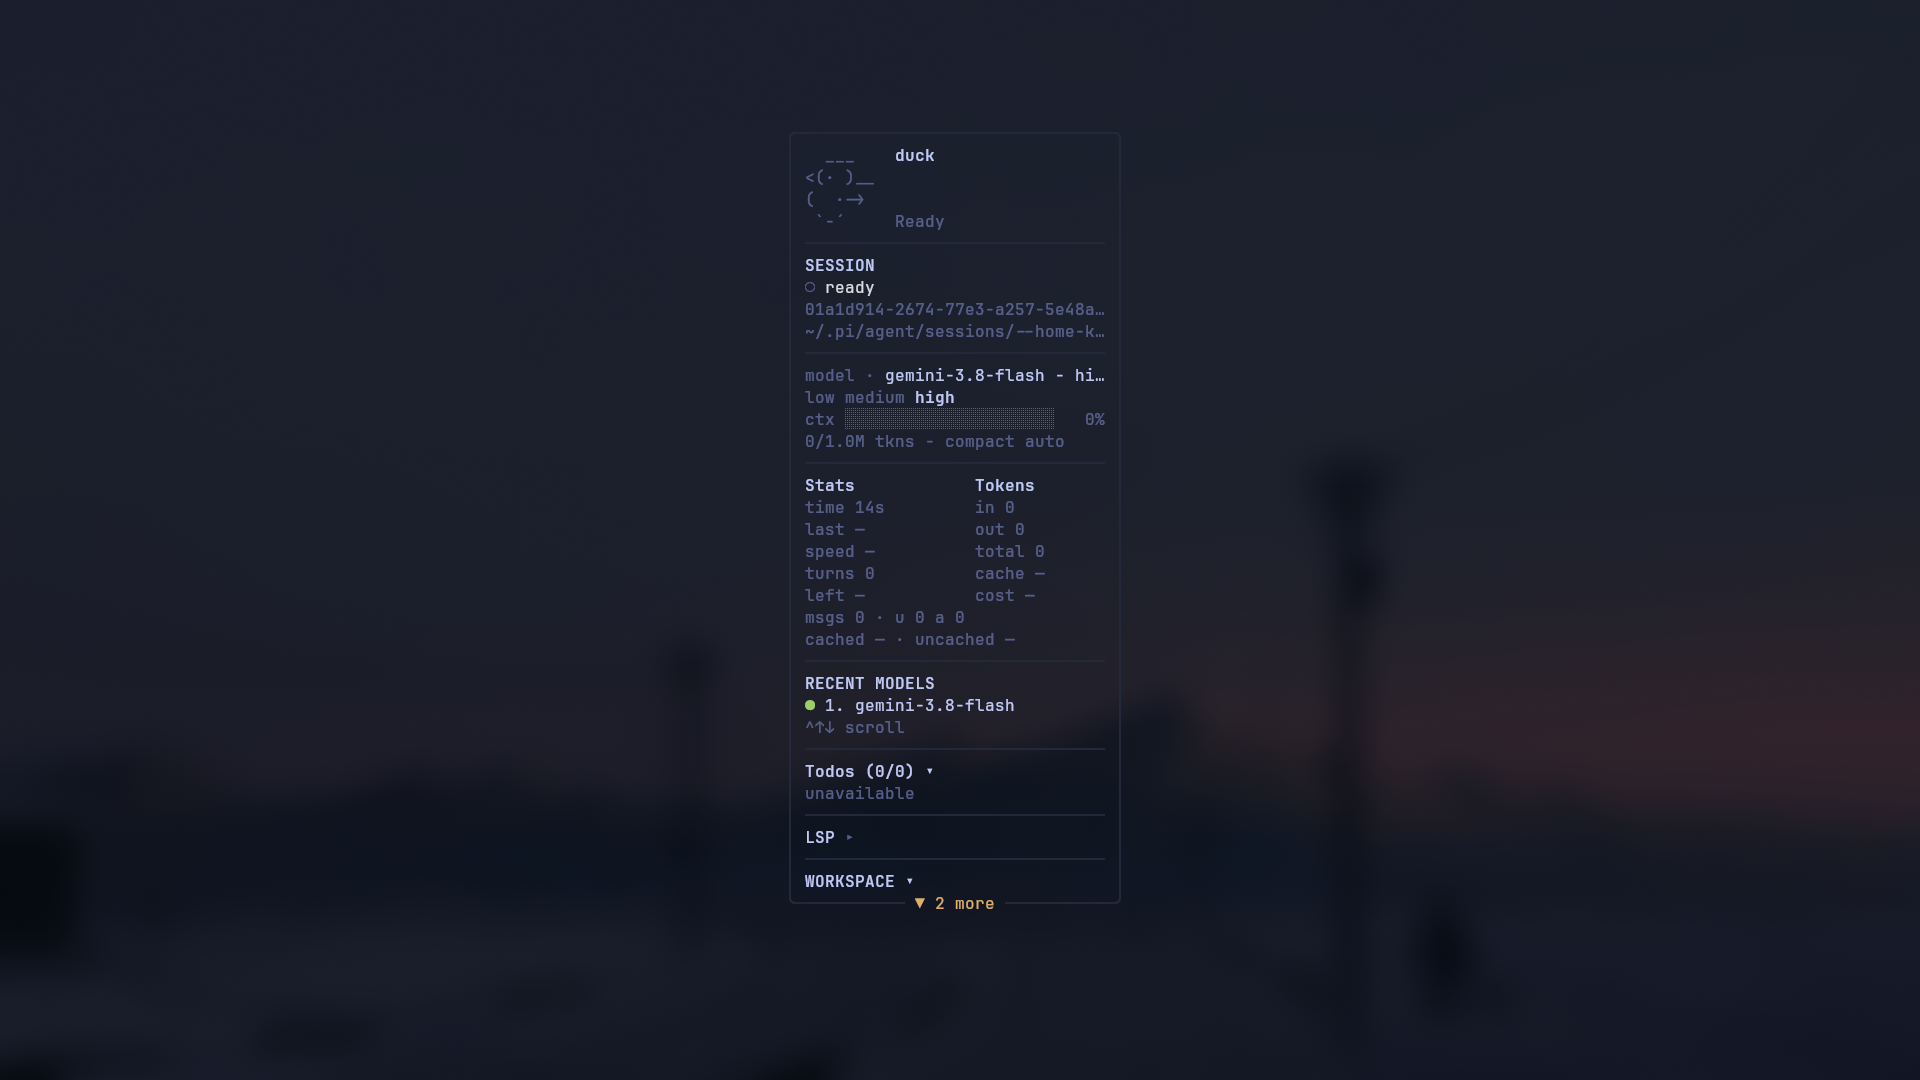 duck
Ready
SESSION
○ ready
01a1d914-2674-77e3-a257-5e48a…
~/.pi/agent/sessions/--home-k…
model · gemini-3.8-flash - hi…
low medium high
ctx 0%
0/1.0M tkns - compact auto
Stats Tokens
time 14s in 0
last — out 0
speed — total 0
turns 0 cache —
left — cost —
msgs 0 · u 0 a 0
cached — · uncached —
RECENT MODELS
● 1. gemini-3.8-flash
^↑↓ scroll
Todos (0/0) ▾
unavailable
LSP ▸
WORKSPACE ▾
▼ 2 more